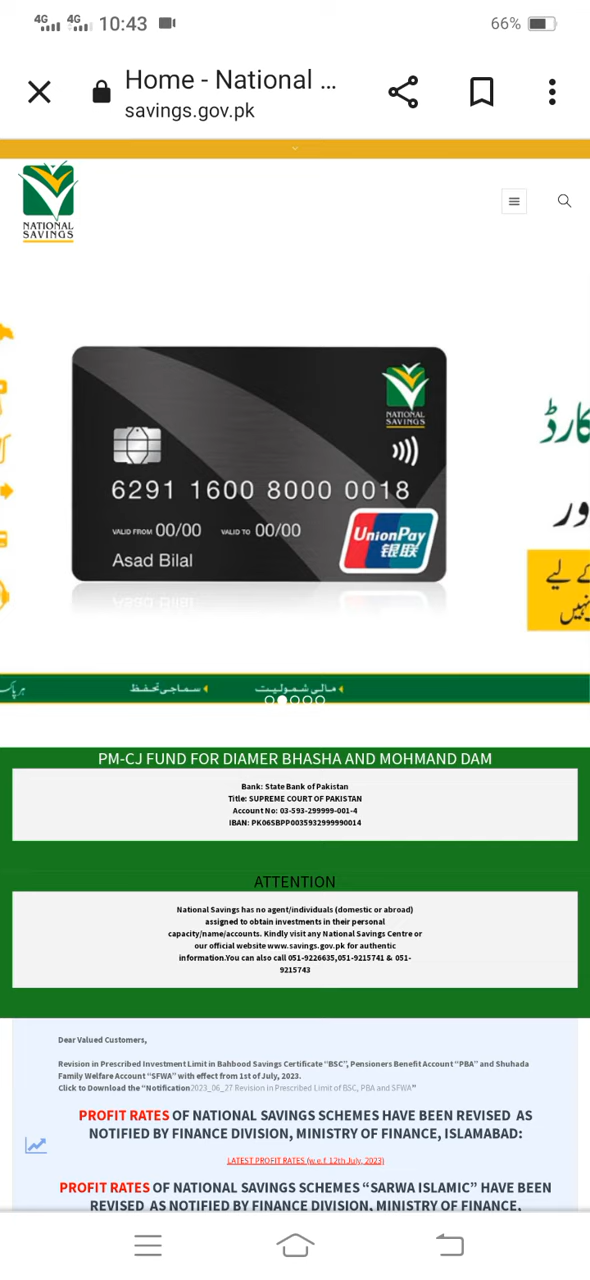 4G 4G 10:43 66%
Home - National ...
savings.gov.pk
NATIONAL
SAVINGS
NATIONAL
SAVINGS
کارڈ
6291 1600 8000 0018
اور
VALID FROM 00/00 VALID TO 00/00
UnionPay
银联
Asad Bilal
کے لیے
نہیں
مالی شمولیت
سماجی تحفظ
PM-CJ FUND FOR DIAMER BHASHA AND MOHMAND DAM
Bank: State Bank of Pakistan
Title: SUPREME COURT OF PAKISTAN
Account No: 03-593-299999-001-4
IBAN: PK06SBPP0035932999990014
ATTENTION
National Savings has no agent/individuals (domestic or abroad)
assigned to obtain investments in their personal
capacity/name/accounts. Kindly visit any National Savings Centre or
our official website www.savings.gov.pk for authentic
information.You can also call 051-9226635,051-9215741 & 051-
9215743
Dear Valued Customers,
Revision in Prescribed Investment Limit in Bahbood Savings Certificate “BSC”, Pensioners Benefit Account “PBA” and Shuhada
Family Welfare Account “SFWA” with effect from 1st of July, 2023.
Click to Download the “Notification2023_06_27 Revision in Prescribed Limit of BSC, PBA and SFWA”
PROFIT RATES OF NATIONAL SAVINGS SCHEMES HAVE BEEN REVISED AS
NOTIFIED BY FINANCE DIVISION, MINISTRY OF FINANCE, ISLAMABAD:
LATEST PROFIT RATES (w.e.f. 12th July, 2023)
PROFIT RATES OF NATIONAL SAVINGS SCHEMES “SARWA ISLAMIC” HAVE BEEN
REVISED AS NOTIFIED BY FINANCE DIVISION, MINISTRY OF FINANCE,